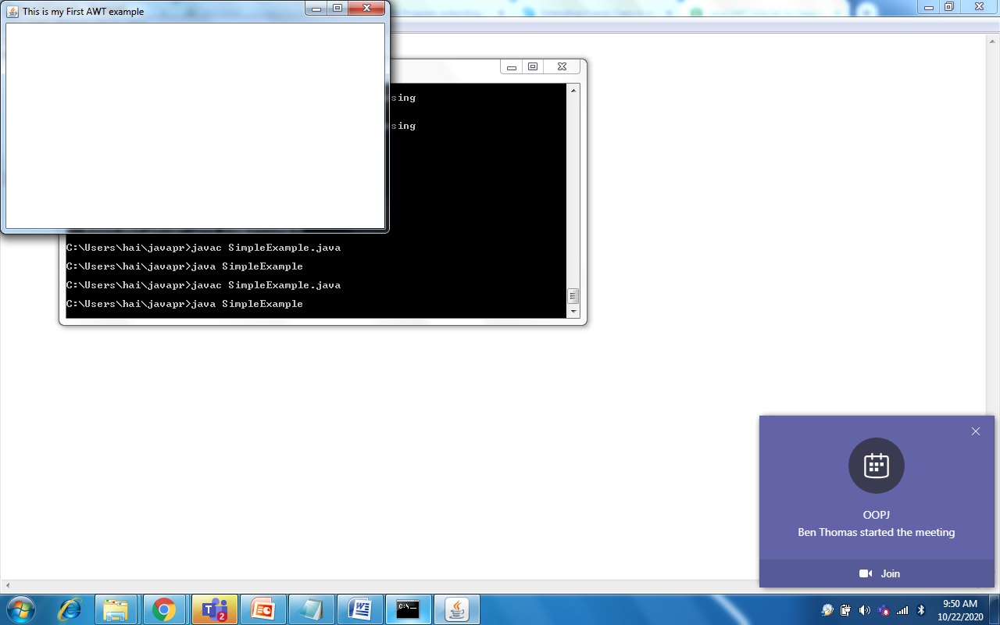 This is my First AWT example
sing
sing
C:\Users\hai\javapr>javac SimpleExample.java
C:\Users\hai\javapr>java SimpleExample
C:\Users\hai\javapr>javac SimpleExample.java
C:\Users\hai\javapr>java SimpleExample
OOPJ
Ben Thomas started the meeting
Join
2
C:\_
9:50 AM
10/22/2020